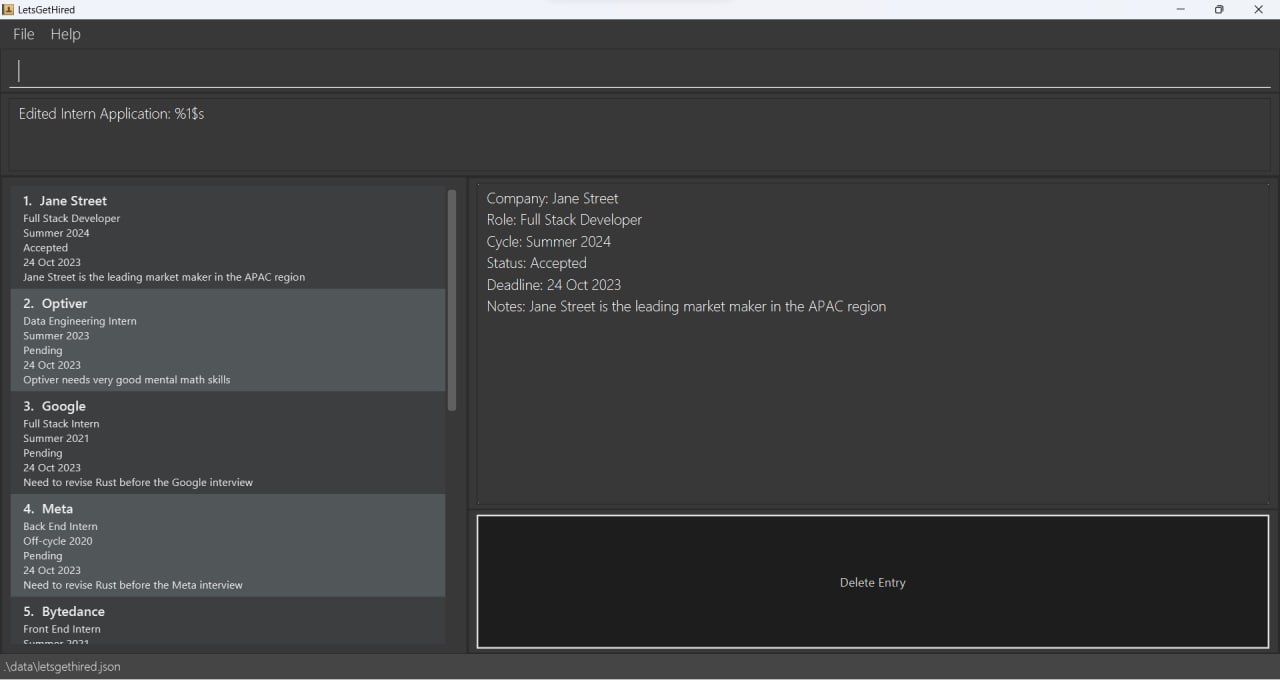 LetsGetHired
File Help
Edited Intern Application: %1$s
1. Jane Street
Full Stack Developer
Summer 2024
Accepted
24 Oct 2023
Jane Street is the leading market maker in the APAC region
2. Optiver
Data Engineering Intern
Summer 2023
Pending
24 Oct 2023
Optiver needs very good mental math skills
3. Google
Full Stack Intern
Summer 2021
Pending
24 Oct 2023
Need to revise Rust before the Google interview
4. Meta
Back End Intern
Off-cycle 2020
Pending
24 Oct 2023
Need to revise Rust before the Meta interview
5. Bytedance
Front End Intern
Summer 2021
Company: Jane Street
Role: Full Stack Developer
Cycle: Summer 2024
Status: Accepted
Deadline: 24 Oct 2023
Notes: Jane Street is the leading market maker in the APAC region
Delete Entry
.\data\letsgethired.json